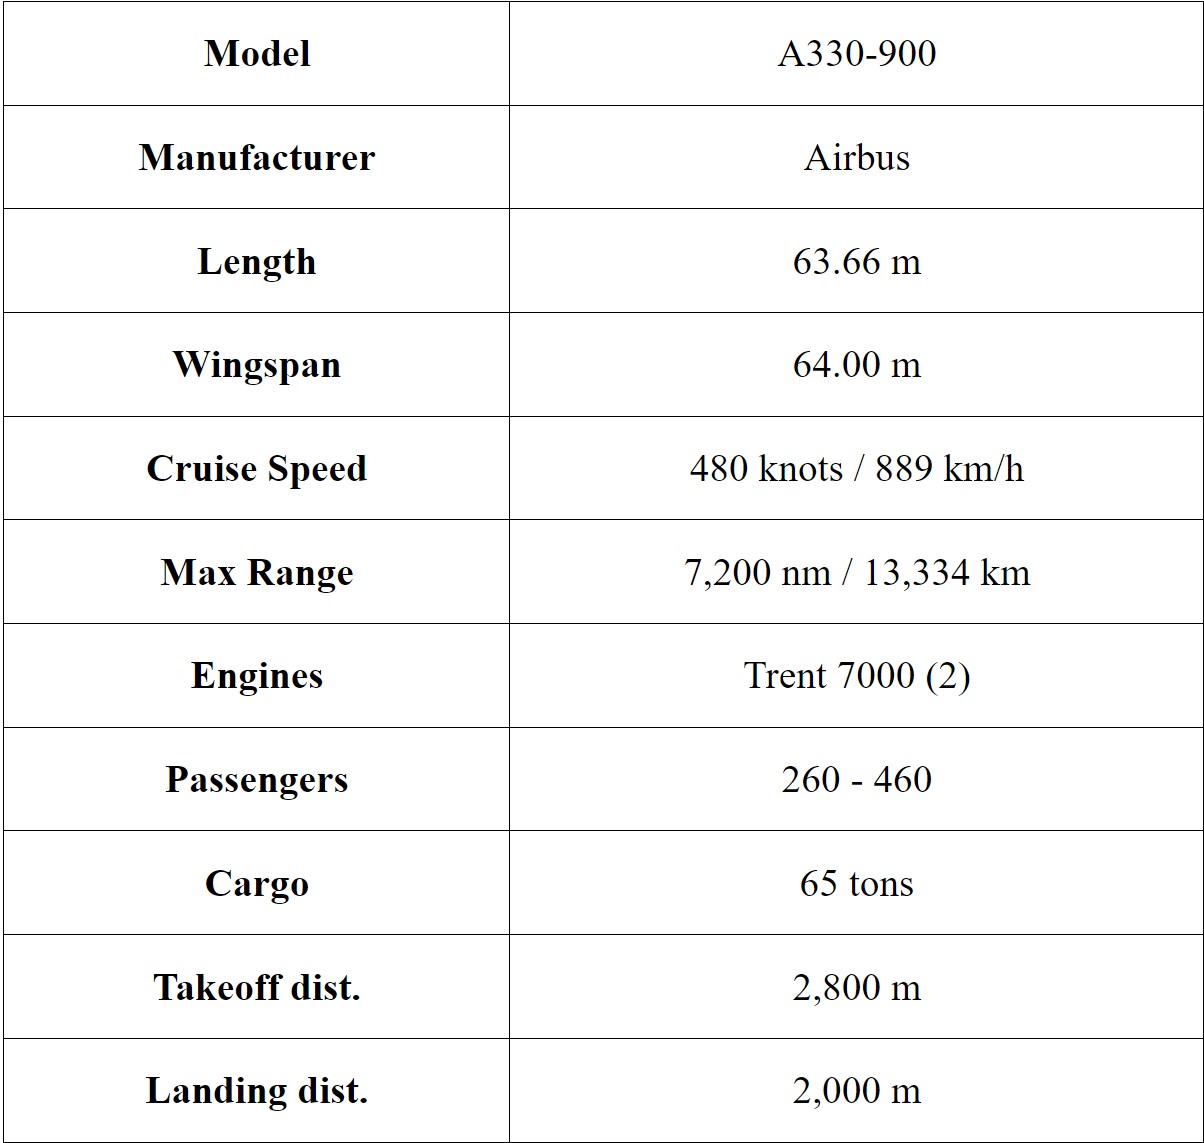 Model A330-900
Manufacturer Airbus
Length 63.66 m
Wingspan 64.00 m
Cruise Speed 480 knots / 889 km/h
Max Range 7,200 nm / 13,334 km
Engines Trent 7000 (2)
Passengers 260 - 460
Cargo 65 tons
Takeoff dist. 2,800 m
Landing dist. 2,000 m